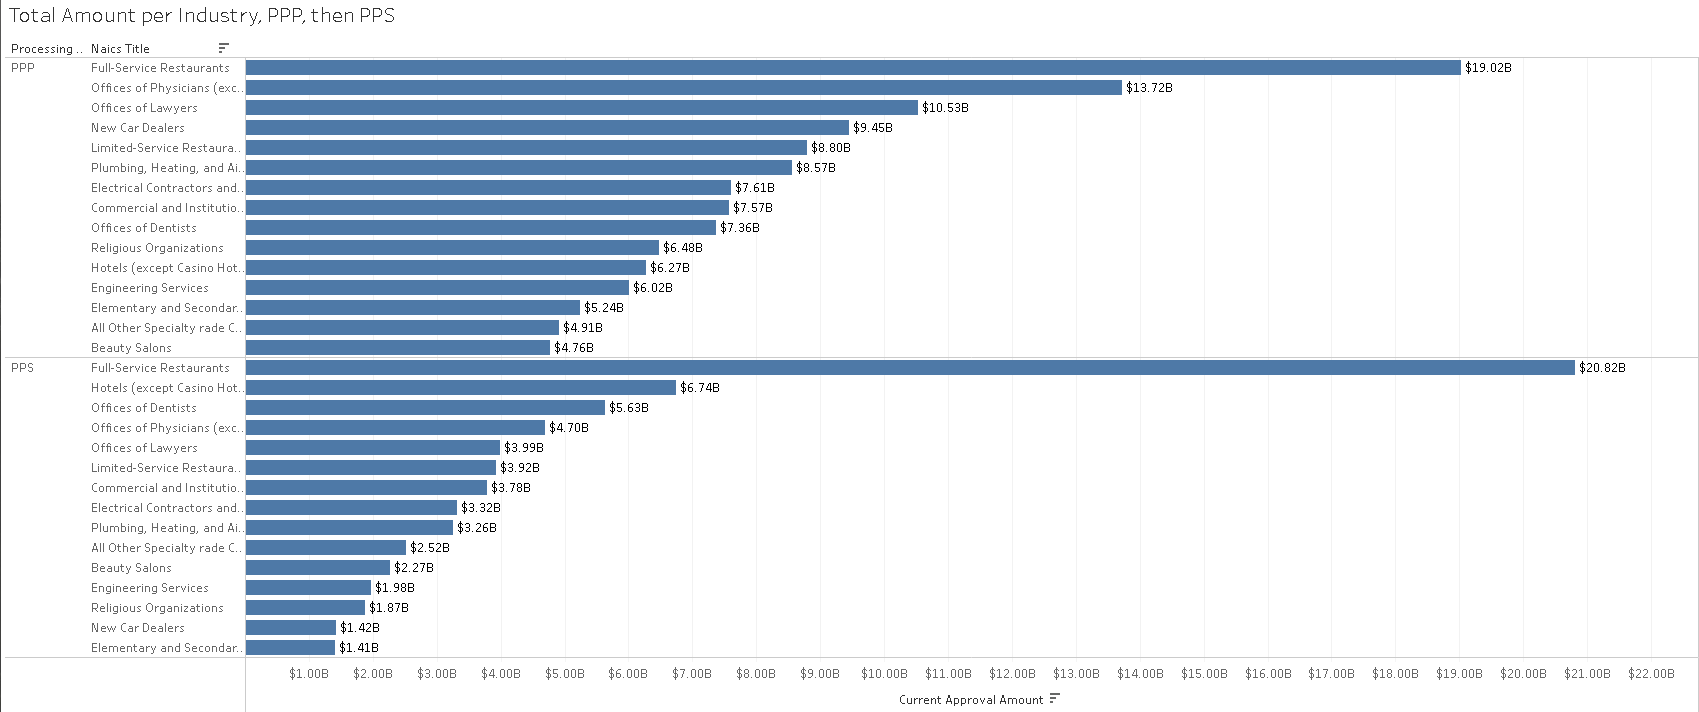 Total Amount per Industry, PPP, then PPS
Processing .. Naics Title
PPP Full-Service Restaurants $19.02B
Offices of Physicians (exc.. $13.72B
Offices of Lawyers $10.53B
New Car Dealers $9.45B
Limited-Service Restaura.. $8.80B
Plumbing, Heating, and Ai.. $8.57B
Electrical Contractors and.. $7.61B
Commercial and Institutio.. $7.57B
Offices of Dentists $7.36B
Religious Organizations $6.48B
Hotels (except Casino Hot.. $6.27B
Engineering Services $6.02B
Elementary and Secondar.. $5.24B
All Other Specialty rade C.. $4.91B
Beauty Salons $4.76B
PPS Full-Service Restaurants $20.82B
Hotels (except Casino Hot.. $6.74B
Offices of Dentists $5.63B
Offices of Physicians (exc.. $4.70B
Offices of Lawyers $3.99B
Limited-Service Restaura.. $3.92B
Commercial and Institutio.. $3.78B
Electrical Contractors and.. $3.32B
Plumbing, Heating, and Ai.. $3.26B
All Other Specialty rade C.. $2.52B
Beauty Salons $2.27B
Engineering Services $1.98B
Religious Organizations $1.87B
New Car Dealers $1.42B
Elementary and Secondar.. $1.41B
$1.00B $2.00B $3.00B $4.00B $5.00B $6.00B $7.00B $8.00B $9.00B $10.00B $11.00B $12.00B $13.00B $14.00B $15.00B $16.00B $17.00B $18.00B $19.00B $20.00B $21.00B $22.00B
Current Approval Amount